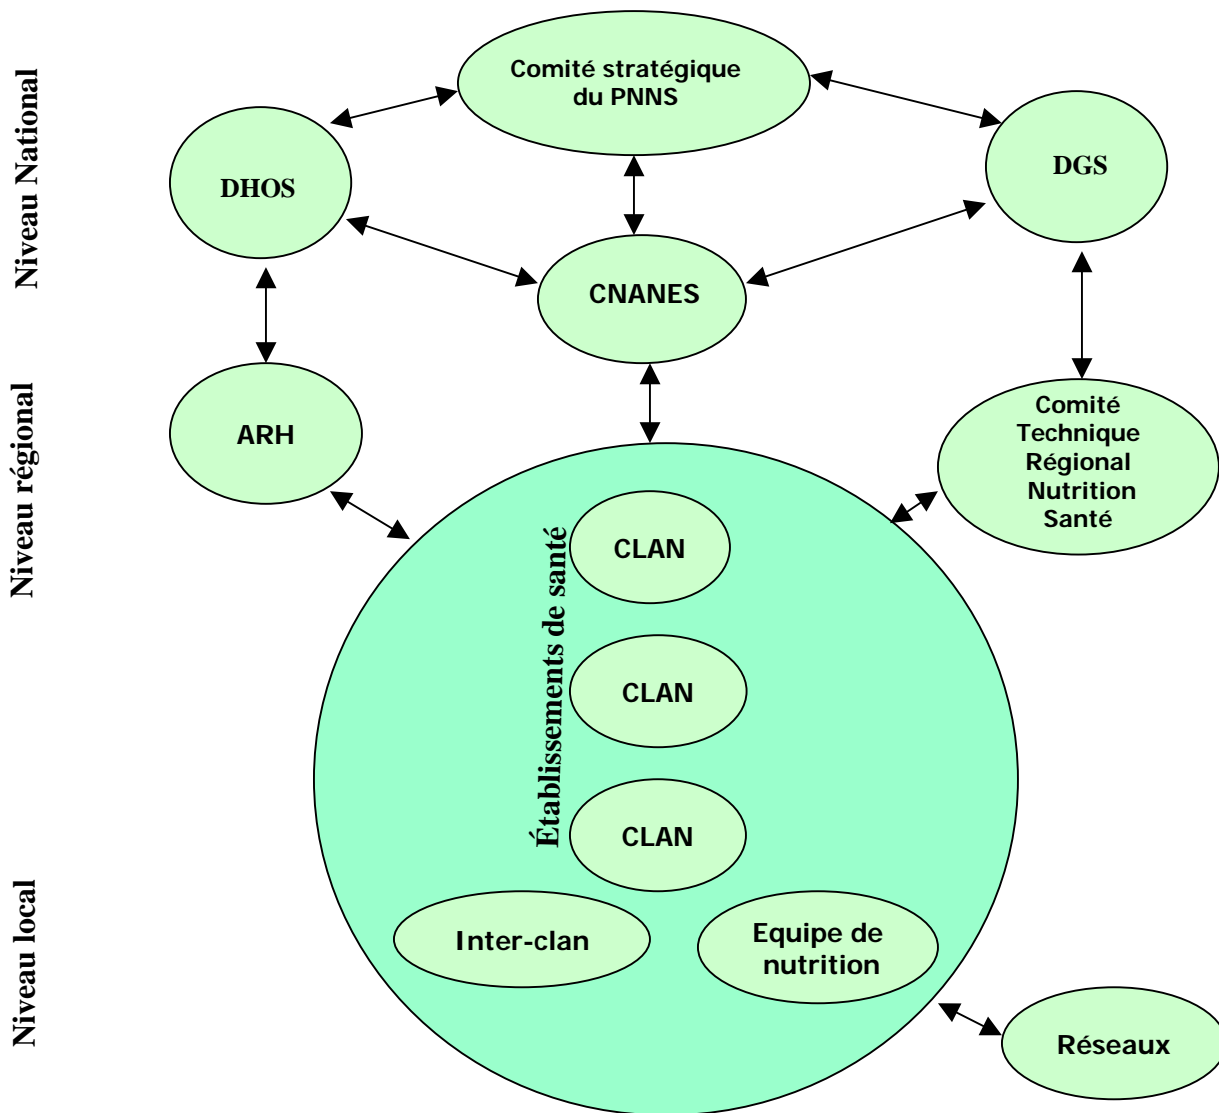 Niveau National
Comité stratégique
du PNNS
DHOS
DGS
CNANES
Niveau régional
ARH
Comité
Technique
Régional
Nutrition
Santé
Établissements de santé
CLAN
CLAN
CLAN
Niveau local
Inter-clan
Equipe de
nutrition
Réseaux